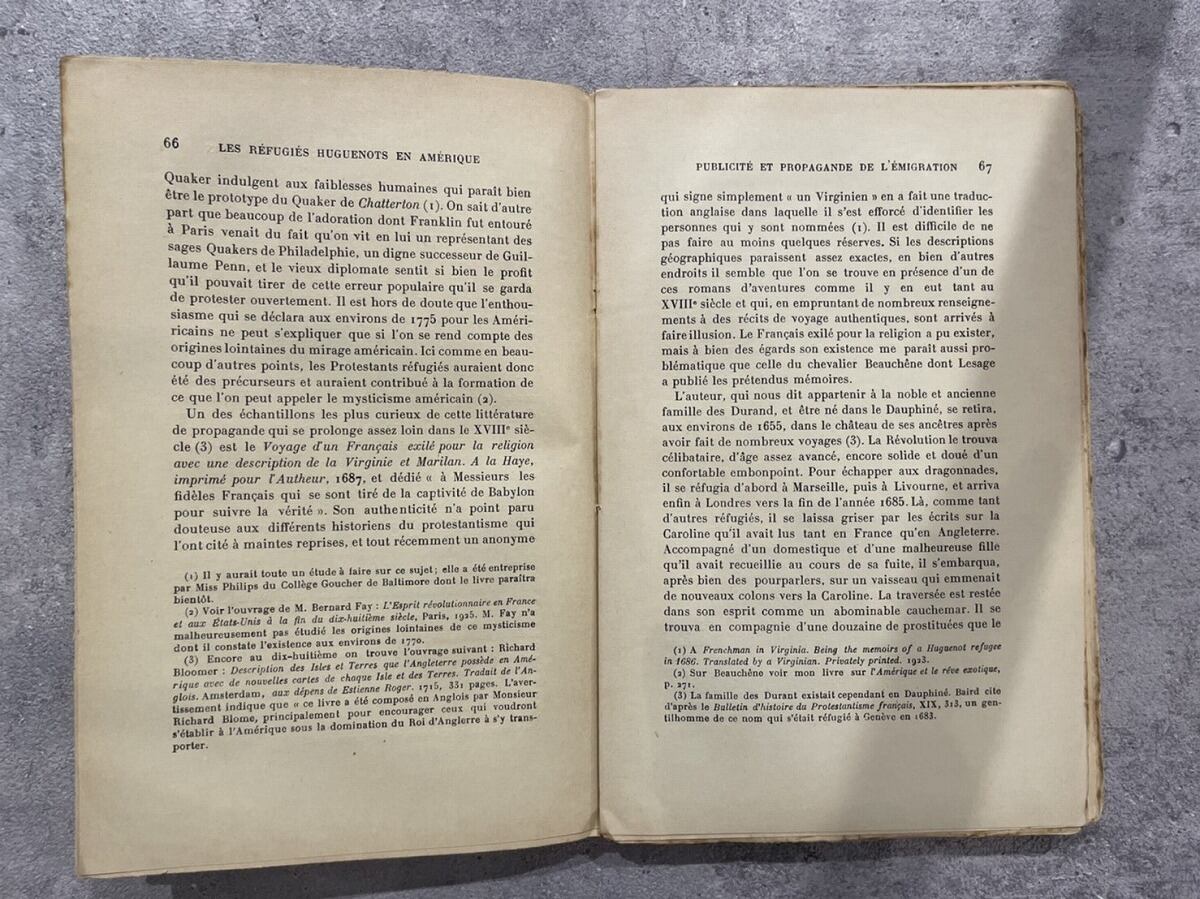 66 LES RÉFUGIÉS HUGUENOTS EN AMÉRIQUE
Quaker indulgent aux faiblesses humaines qui paraît bien
être le prototype du Quaker de Chatterton (1). On sait d'autre
part que beaucoup de l'adoration dont Franklin fut entouré
à Paris venait du fait qu'on vit en lui un représentant des
sages Quakers de Philadelphie, un digne successeur de Guil-
laume Penn, et le vieux diplomate sentit si bien le profit
qu'il pouvait tirer de cette erreur populaire qu'il se garda
de protester ouvertement. Il est hors de doute que l'enthou-
siasme qui se déclara aux environs de 1775 pour les Améri-
ricains ne peut s'expliquer que si l'on se rend compte des
origines lointaines du mirage américain. Ici comme en beau-
coup d'autres points, les Protestants réfugiés auraient donc
été des précurseurs et auraient contribué à la formation de
ce que l'on peut appeler le mysticisme américain (2).
Un des échantillons les plus curieux de cette littérature
de propagande qui se prolonge assez loin dans le XVIIIe siè-
cle (3) est le Voyage d'un Français exilé pour la religion
avec une description de la Virginie et Marilan. A la Haye,
imprimé pour l'Autheur, 1687, et dédié « à Messieurs les
fidèles Français qui se sont tiré de la captivité de Babylon
pour suivre la vérité ». Son authenticité n'a point paru
douteuse aux différents historiens du protestantisme qui
l'ont cité à maintes reprises, et tout récemment un anonyme
(1) Il y aurait toute un étude à faire sur ce sujet; elle a été entreprise
par Miss Philips du Collège Goucher de Baltimore dont le livre paraîtra
bientôt.
(2) Voir l'ouvrage de M. Bernard Fay : L'Esprit révolutionnaire en France
et aux États-Unis à la fin du dix-huitième siècle, Paris, 1925. M. Fay n'a
malheureusement pas étudié les origines lointaines de ce mysticisme
dont il constate l'existence aux environs de 1770.
(3) Encore au dix-huitième on trouve l'ouvrage suivant : Richard
Bloomer : Description des Isles et Terres que l'Angleterre possède en Amé-
rique avec de nouvelles cartes de chaque Isle et des Terres. Traduit de l'An-
glois. Amsterdam, aux dépens de Estienne Roger. 1715, 331 pages. L'aver-
tissement indique que « ce livre a été composé en Anglois par Monsieur
Richard Blome, principalement pour encourager ceux qui voudront
s'établir à l'Amérique sous la domination du Roi d'Anglerre à s'y trans-
porter.
PUBLICITÉ ET PROPAGANDE DE L'ÉMIGRATION 67
qui signe simplement « un Virginien » en a fait une traduc-
tion anglaise dans laquelle il s'est efforcé d'identifier les
personnes qui y sont nommées (1). Il est difficile de ne
pas faire au moins quelques réserves. Si les descriptions
géographiques paraissent assez exactes, en bien d'autres
endroits il semble que l'on se trouve en présence d'un de
ces romans d'aventures comme il y en eut tant au
XVIIIe siècle et qui, en empruntant de nombreux renseigne-
ments à des récits de voyage authentiques, sont arrivés à
faire illusion. Le Français exilé pour la religion a pu exister,
mais à bien des égards son existence me paraît aussi pro-
blématique que celle du chevalier Beauchêne dont Lesage
a publié les prétendus mémoires.
L'auteur, qui nous dit appartenir à la noble et ancienne
famille des Durand, et être né dans le Dauphiné, se retira,
aux environs de 1655, dans le château de ses ancêtres après
avoir fait de nombreux voyages (3). La Révolution le trouva
célibataire, d'âge assez avancé, encore solide et doué d'un
confortable embonpoint. Pour échapper aux dragonnades,
il se réfugia d'abord à Marseille, puis à Livourne, et arriva
enfin à Londres vers la fin de l'année 1685. Là, comme tant
d'autres réfugiés, il se laissa griser par les écrits sur la
Caroline qu'il avait lus tant en France qu'en Angleterre.
Accompagné d'un domestique et d'une malheureuse fille
qu'il avait recueillie au cours de sa fuite, il s'embarqua,
après bien des pourparlers, sur un vaisseau qui emmenait
de nouveaux colons vers la Caroline. La traversée est restée
dans son esprit comme un abominable cauchemar. Il se
trouva en compagnie d'une douzaine de prostituées que le
(1) A Frenchman in Virginia. Being the memoirs of a Huguenot refugee
in 1686. Translated by a Virginian. Privately printed. 1923.
(2) Sur Beauchêne voir mon livre sur l'Amérique et le rêve exotique,
p. 271.
(3) La famille des Durant existait cependant en Dauphiné. Baird cite
d'après le Bulletin d'histoire du Protestantisme français, XIX, 313, un gen-
tilhomme de ce nom qui s'était réfugié à Genève en 1683.